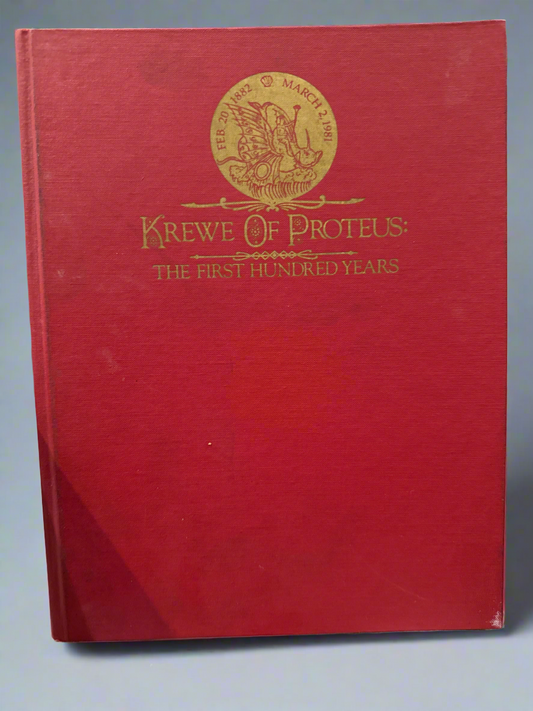 FEB. 20, 1882 MARCH 2, 1981
KREWE OF PROTEUS:
THE FIRST HUNDRED YEARS